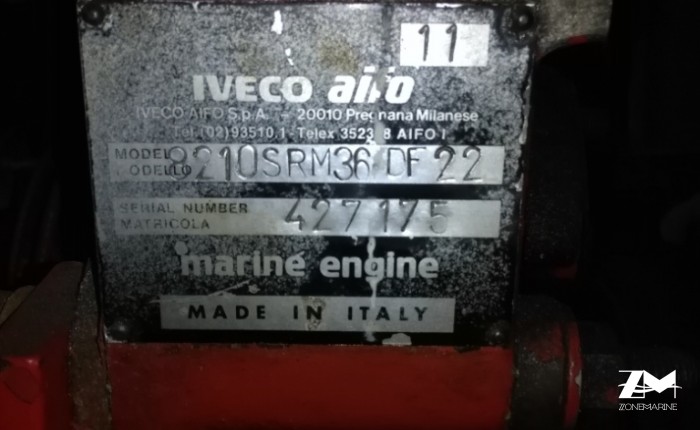 11
IVECO aifo
IVECO AIFO S.p.A. - 20010 Pregnana Milanese
Tel. (02)93510.1 - Telex 3523 8 AIFO I
MODEL
MODELLO 8210SRM36 DF22
SERIAL NUMBER
MATRICOLA 427175
marine engine
MADE IN ITALY
ZM
ZONEMARINE